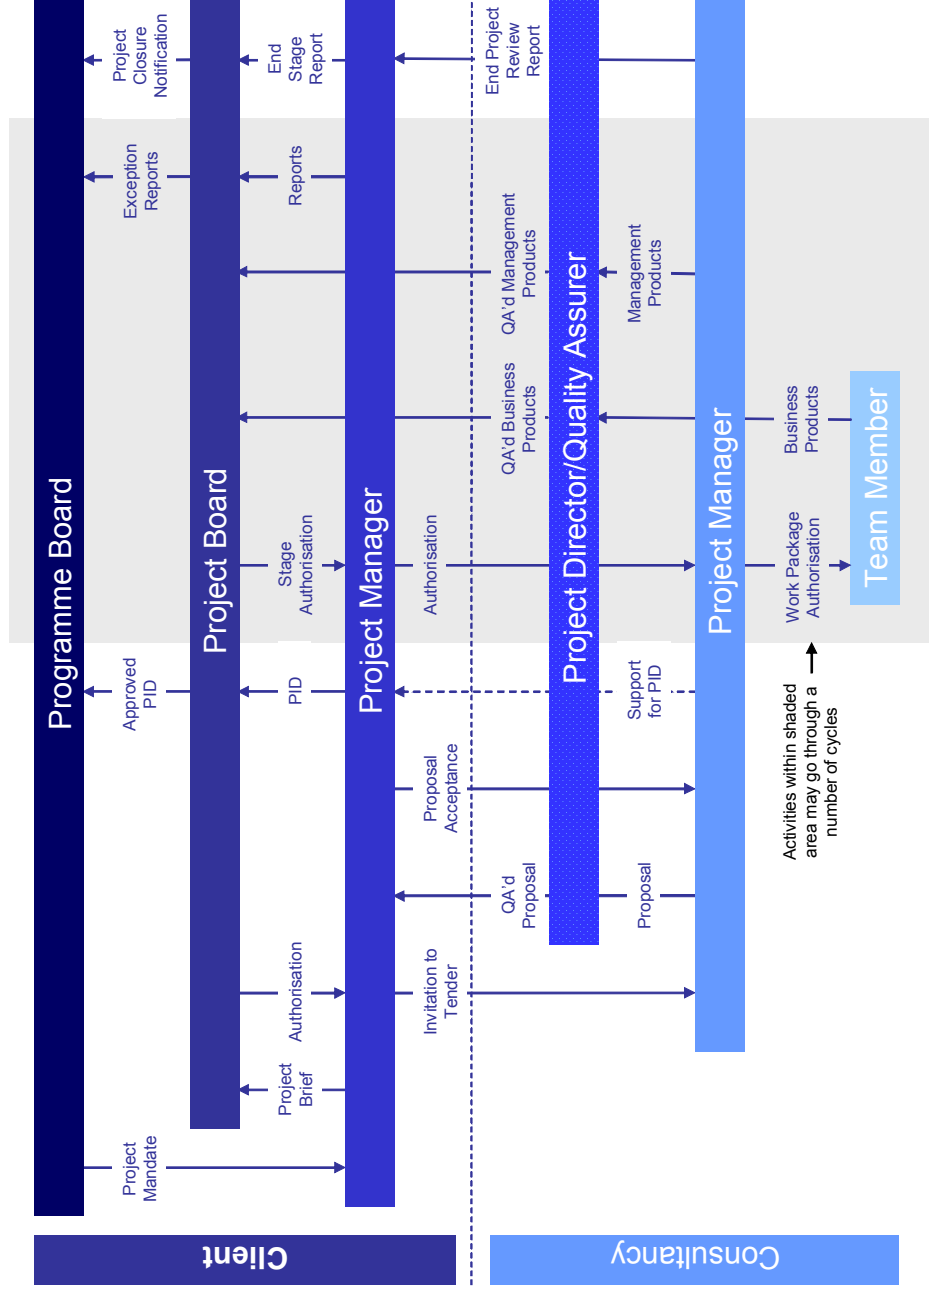 Client
Consultancy
Programme Board
Project Board
Project Manager
Project Director/Quality Assurer
Project Manager
Team Member
Project
Mandate
Project
Brief
Authorisation
Invitation to
Tender
Proposal
QA'd
Proposal
Proposal
Acceptance
Support
for PID
PID
Approved
PID
Stage
Authorisation
Authorisation
Work Package
Authorisation
Business
Products
QA'd Business
Products
Management
Products
QA'd Management
Products
Reports
Exception
Reports
End Project
Review
Report
End
Stage
Report
Project
Closure
Notification
Activities within shaded
area may go through a
number of cycles